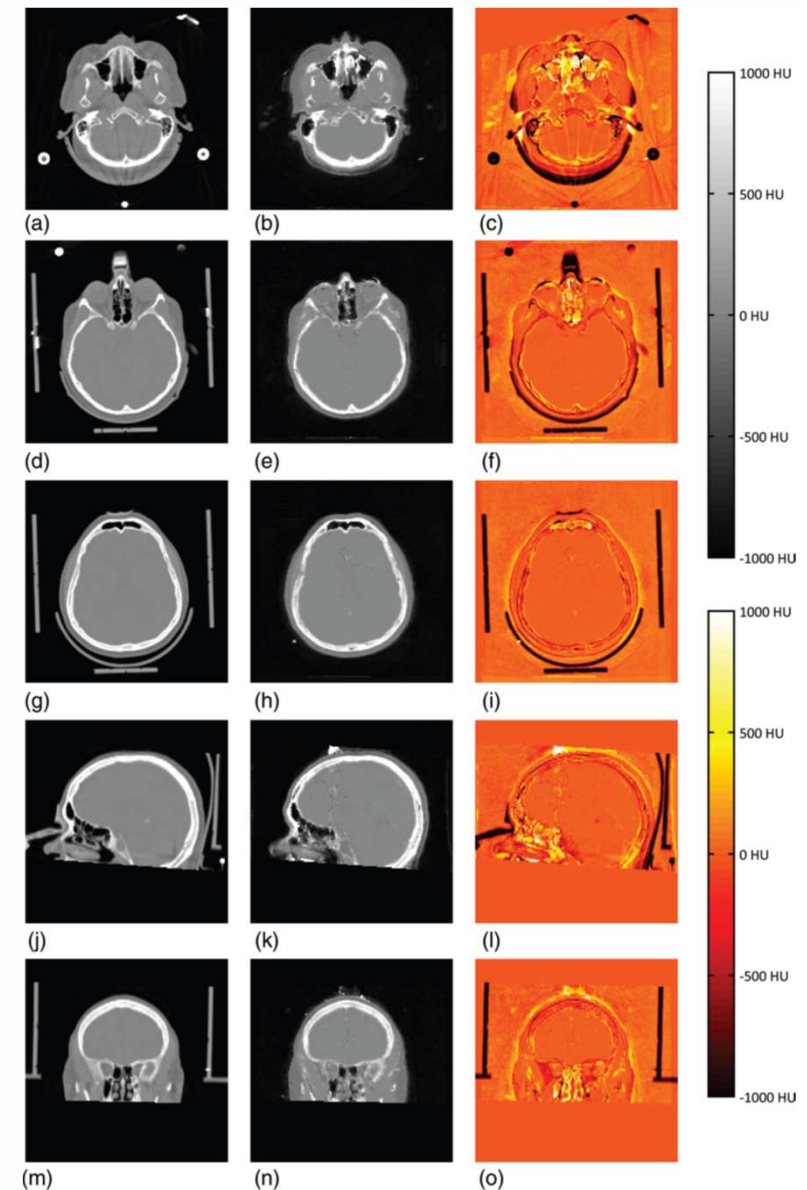 (a) (b) (c)
(d) (e) (f)
(g) (h) (i)
(j) (k) (l)
(m) (n) (o)
1000 HU
500 HU
0 HU
-500 HU
-1000 HU
1000 HU
500 HU
0 HU
-500 HU
-1000 HU